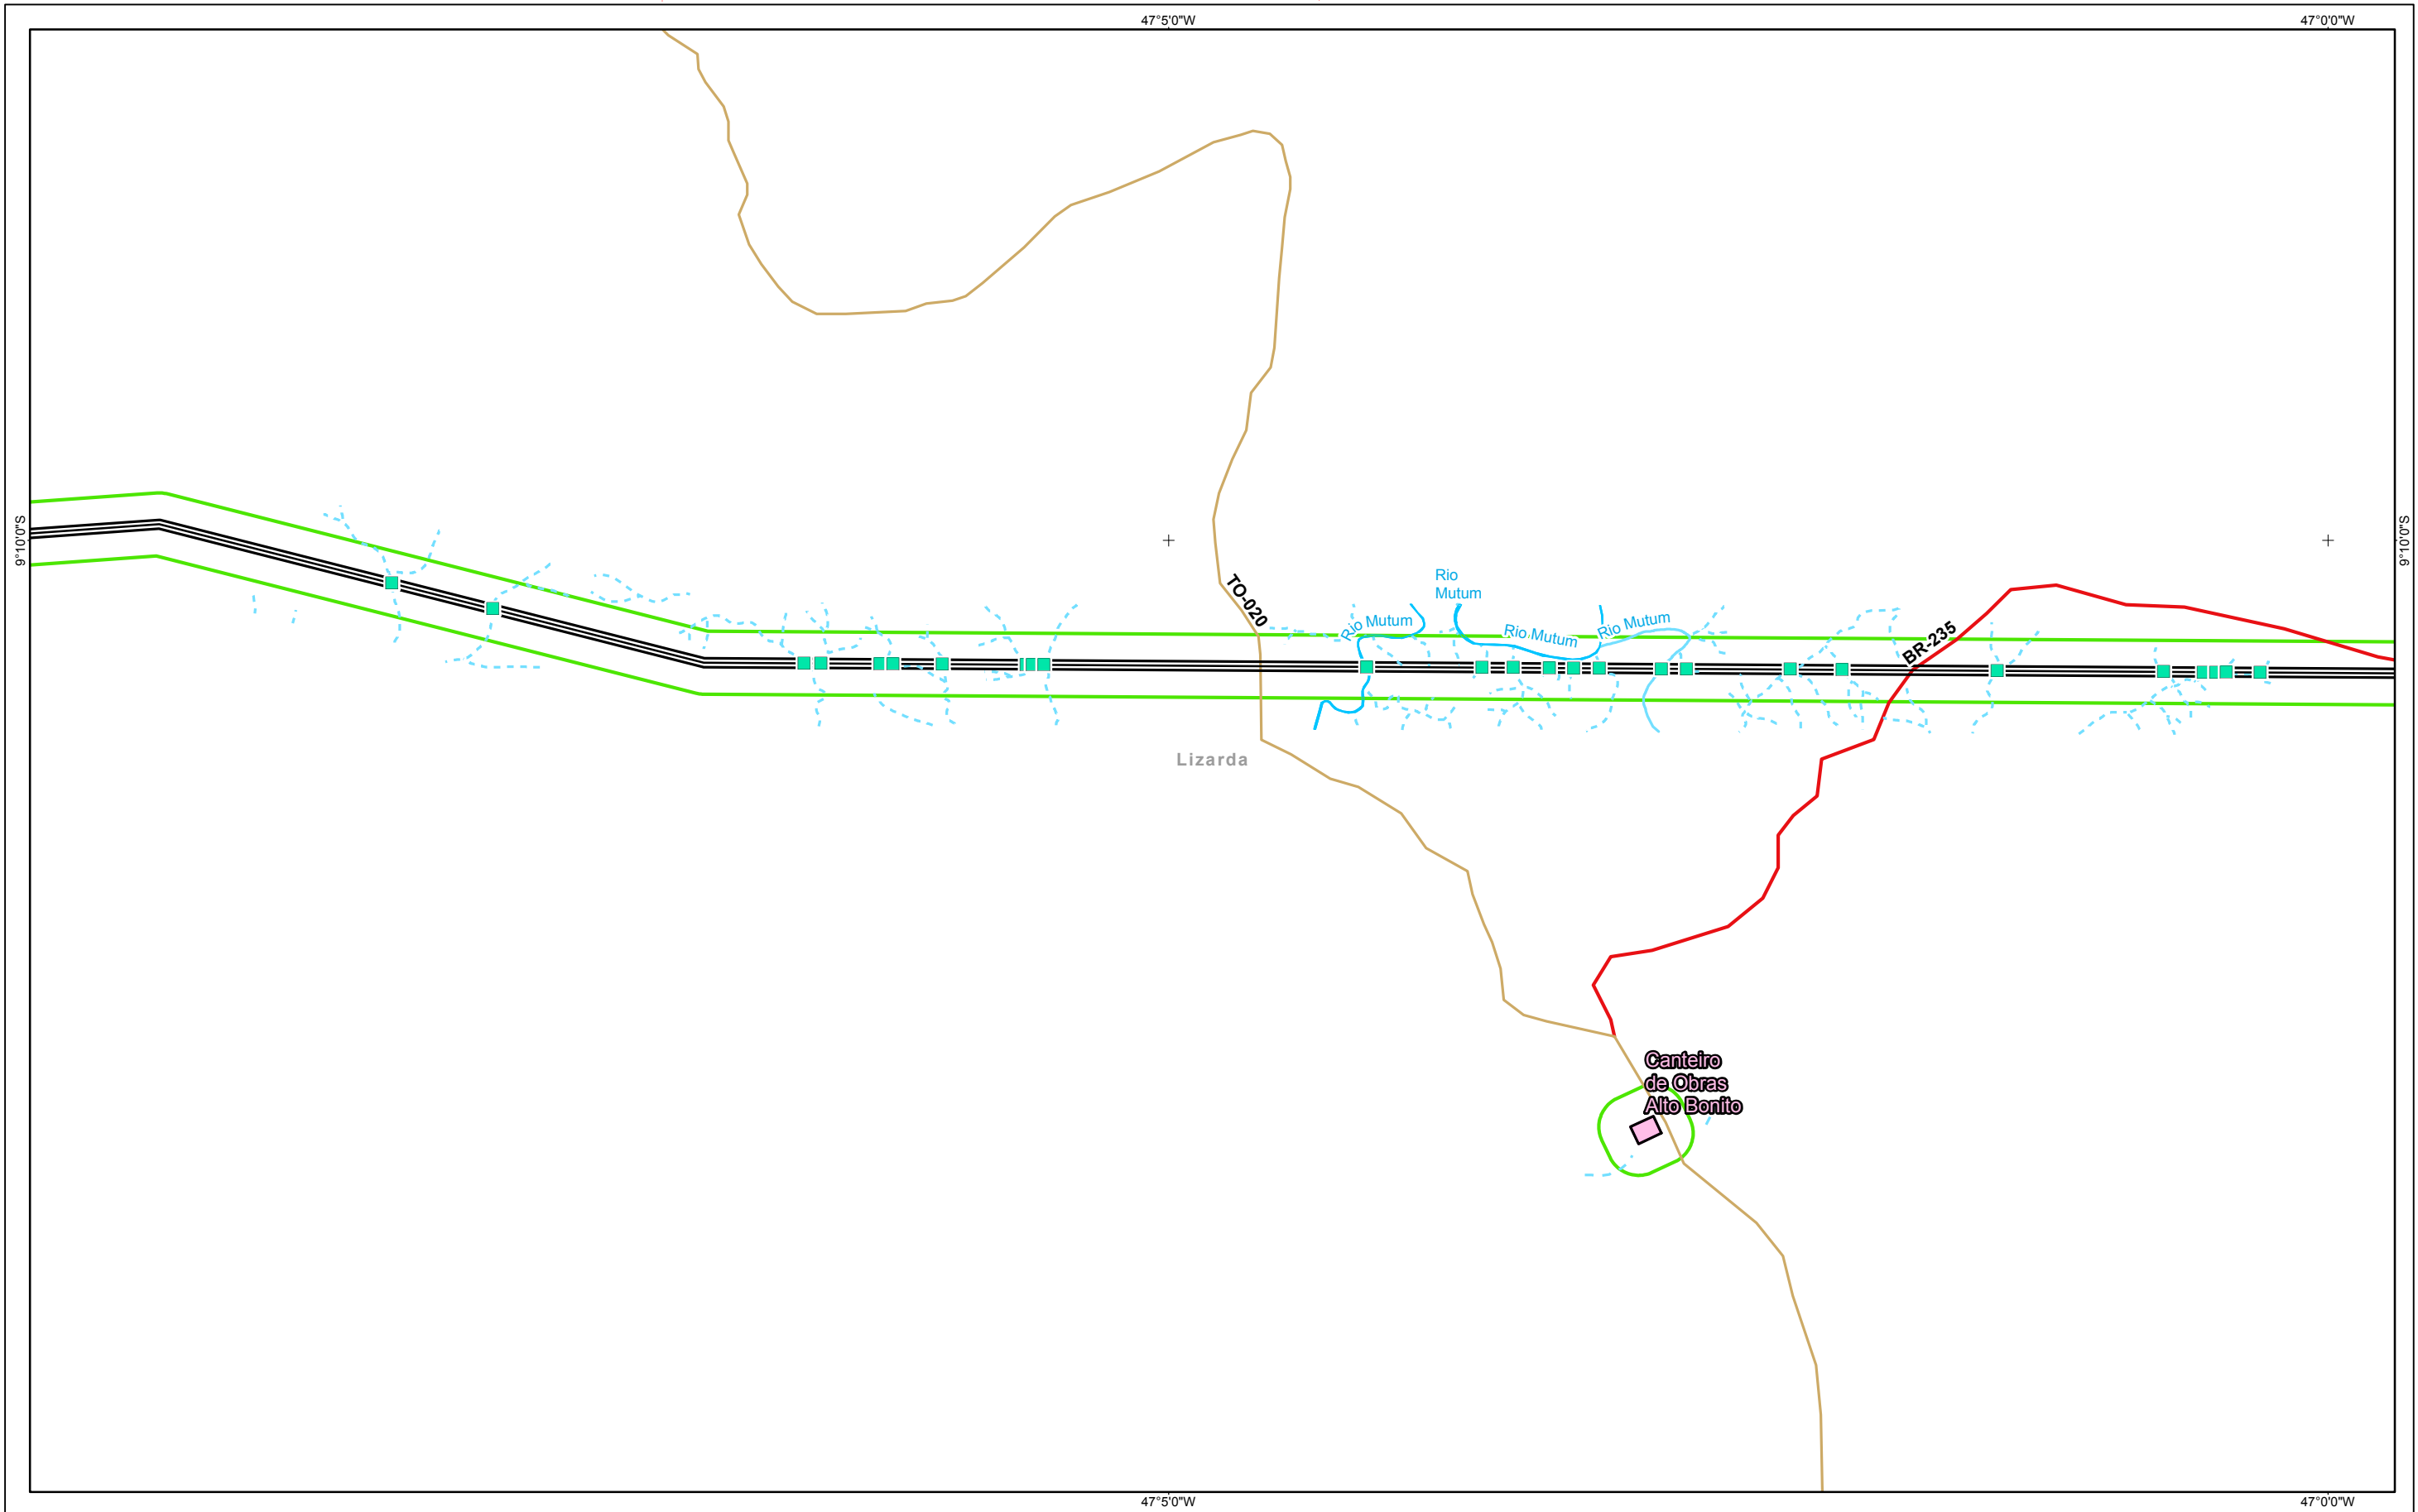 47°5'0"W
47°0'0"W
9°10'0"S
9°10'0"S
TO-020
Rio
Mutum
Rio Mutum
Rio Mutum
Rio Mutum
BR-235
Lizarda
Canteiro
de Obras
Alto Bonito
47°5'0"W
47°0'0"W